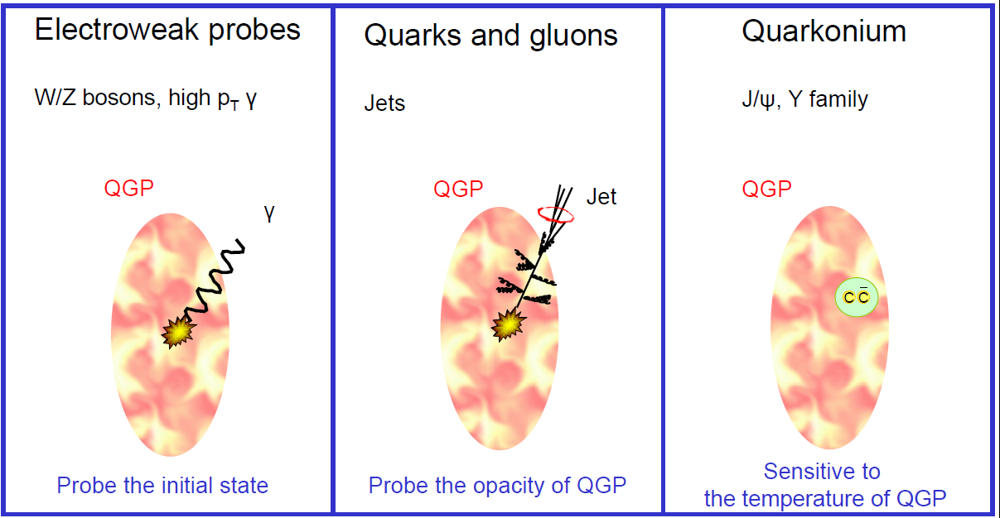 Electroweak probes
W/Z bosons, high p_T γ
QGP
γ
Probe the initial state
Quarks and gluons
Jets
QGP
Jet
Probe the opacity of QGP
Quarkonium
J/ψ, Υ family
QGP
c c̄
Sensitive to
the temperature of QGP